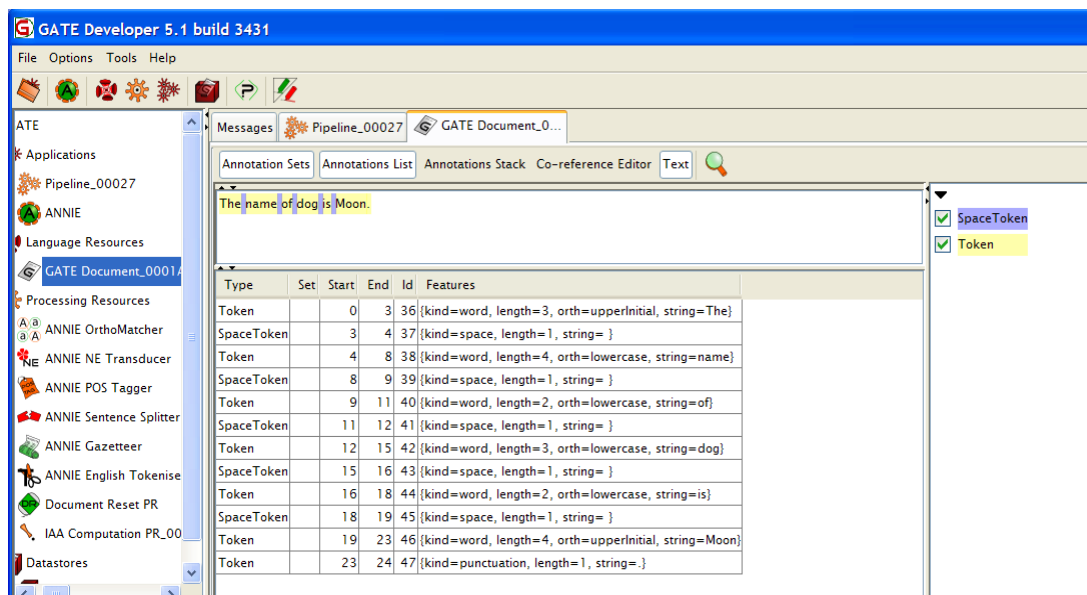 GATE Developer 5.1 build 3431
File Options Tools Help
ATE
Applications
Pipeline_00027
ANNIE
Language Resources
GATE Document_0001A
Processing Resources
ANNIE OrthoMatcher
ANNIE NE Transducer
ANNIE POS Tagger
ANNIE Sentence Splitter
ANNIE Gazetteer
ANNIE English Tokenise
Document Reset PR
IAA Computation PR_00
Datastores
Messages Pipeline_00027 GATE Document_0...
Annotation Sets Annotations List Annotations Stack Co-reference Editor Text
The name of dog is Moon.
SpaceToken
Token
Type Set Start End Id Features
Token 0 3 36 {kind=word, length=3, orth=upperInitial, string=The}
SpaceToken 3 4 37 {kind=space, length=1, string= }
Token 4 8 38 {kind=word, length=4, orth=lowercase, string=name}
SpaceToken 8 9 39 {kind=space, length=1, string= }
Token 9 11 40 {kind=word, length=2, orth=lowercase, string=of}
SpaceToken 11 12 41 {kind=space, length=1, string= }
Token 12 15 42 {kind=word, length=3, orth=lowercase, string=dog}
SpaceToken 15 16 43 {kind=space, length=1, string= }
Token 16 18 44 {kind=word, length=2, orth=lowercase, string=is}
SpaceToken 18 19 45 {kind=space, length=1, string= }
Token 19 23 46 {kind=word, length=4, orth=upperInitial, string=Moon}
Token 23 24 47 {kind=punctuation, length=1, string=.}